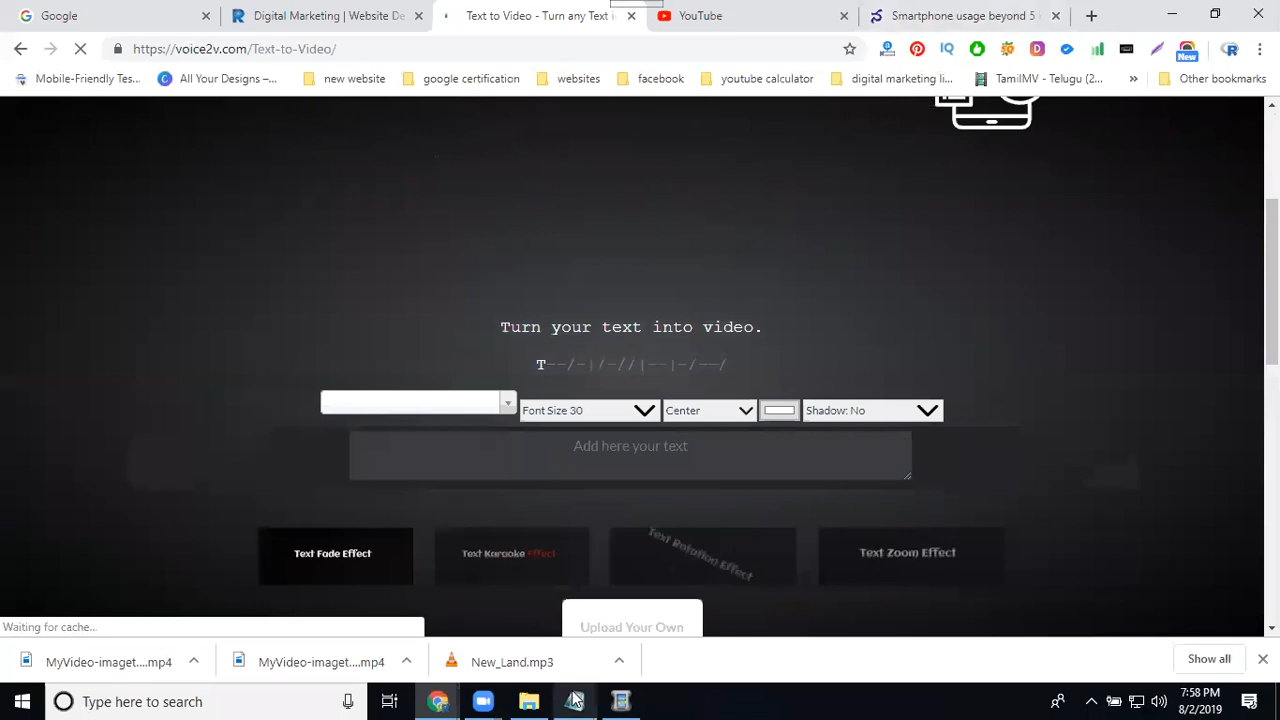 Google
Digital Marketing | Website D
Text to Video - Turn any Text in
YouTube
Smartphone usage beyond 5
https://voice2v.com/Text-to-Video/
New
Mobile-Friendly Tes...
All Your Designs –...
new website
google certification
websites
facebook
youtube calculator
digital marketing li...
TamilMV - Telugu (2...
Other bookmarks
Turn your text into video.
T--/-|/-//|--|-/--/
Font Size 30
Center
Shadow: No
Add here your text
Text Fade Effect
Text Karaoke effect
Text Rotation Effect
Text Zoom Effect
Upload Your Own
Waiting for cache...
MyVideo-imaget....mp4
MyVideo-imaget....mp4
New_Land.mp3
Show all
Type here to search
7:58 PM
8/2/2019